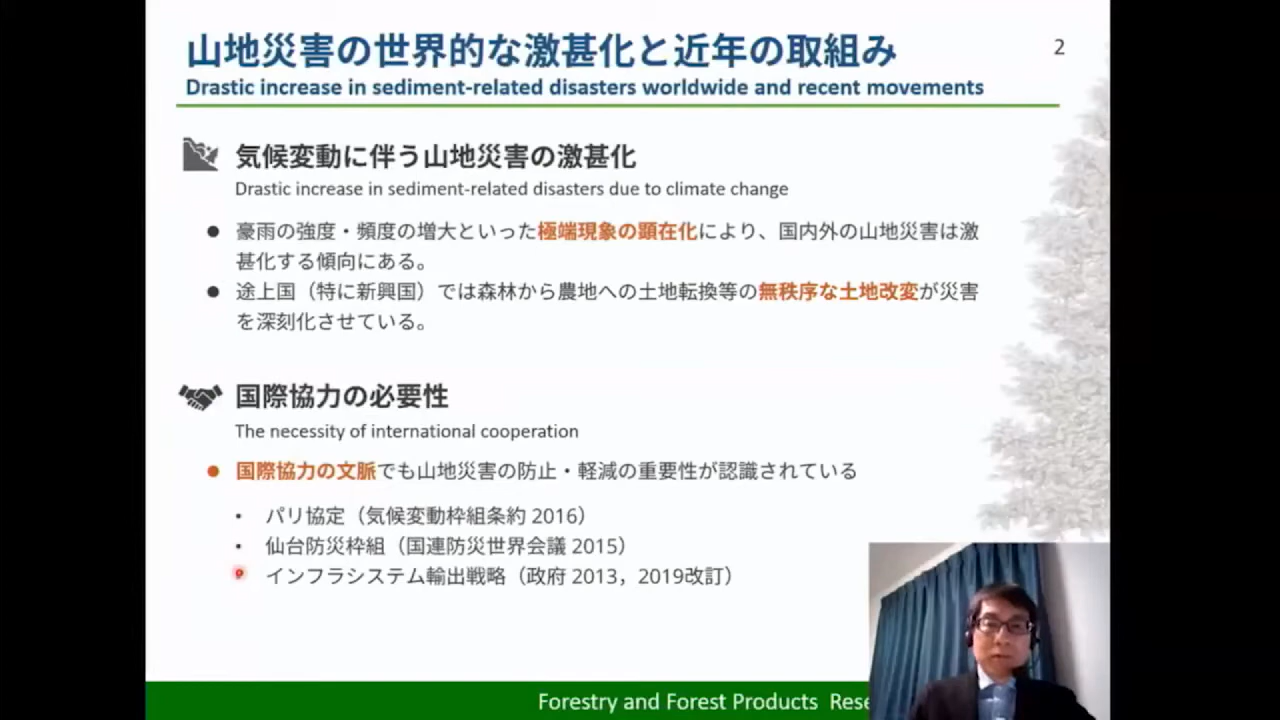 山地災害の世界的な激甚化と近年の取組み
2
Drastic increase in sediment-related disasters worldwide and recent movements
気候変動に伴う山地災害の激甚化
Drastic increase in sediment-related disasters due to climate change
● 豪雨の強度・頻度の増大といった極端現象の顕在化により、国内外の山地災害は激
甚化する傾向にある。
● 途上国（特に新興国）では森林から農地への土地転換等の無秩序な土地改変が災害
を深刻化させている。
国際協力の必要性
The necessity of international cooperation
● 国際協力の文脈でも山地災害の防止・軽減の重要性が認識されている
• パリ協定（気候変動枠組条約 2016）
• 仙台防災枠組（国連防災世界会議 2015）
インフラシステム輸出戦略（政府 2013，2019改訂）
Forestry and Forest Products